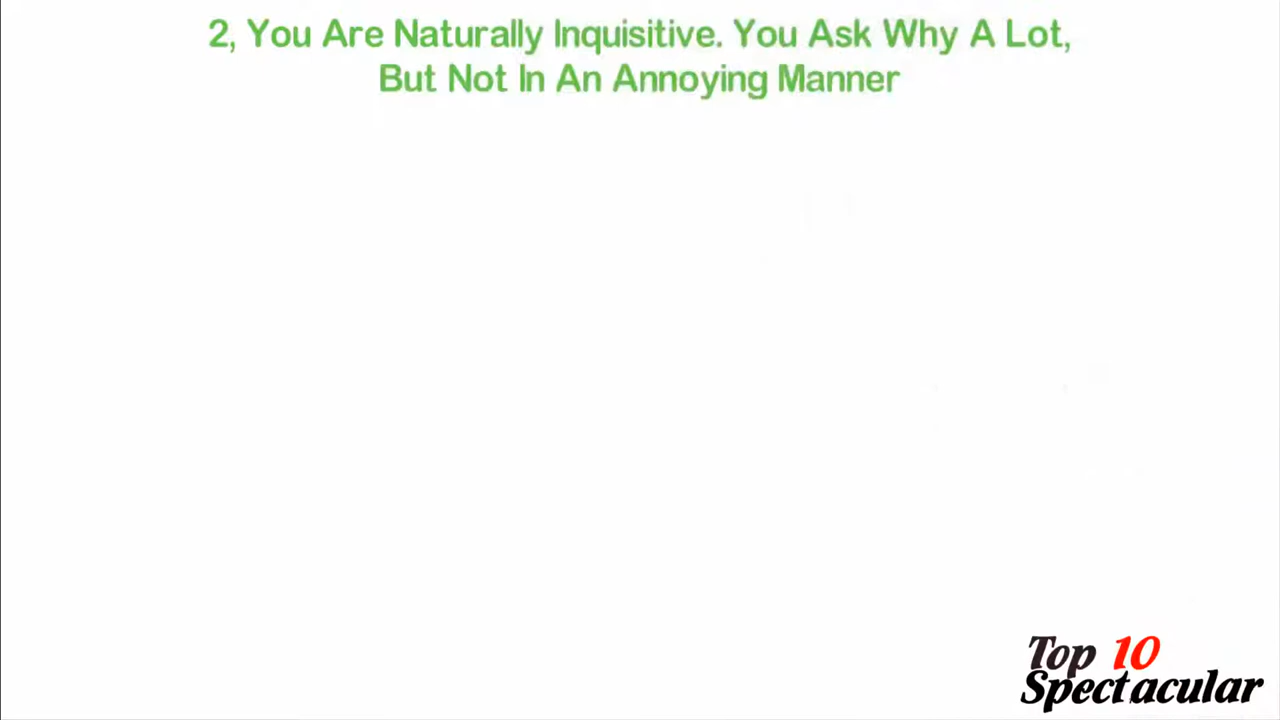 2, You Are Naturally Inquisitive. You Ask Why A Lot,
But Not In An Annoying Manner
Top 10
Spectacular